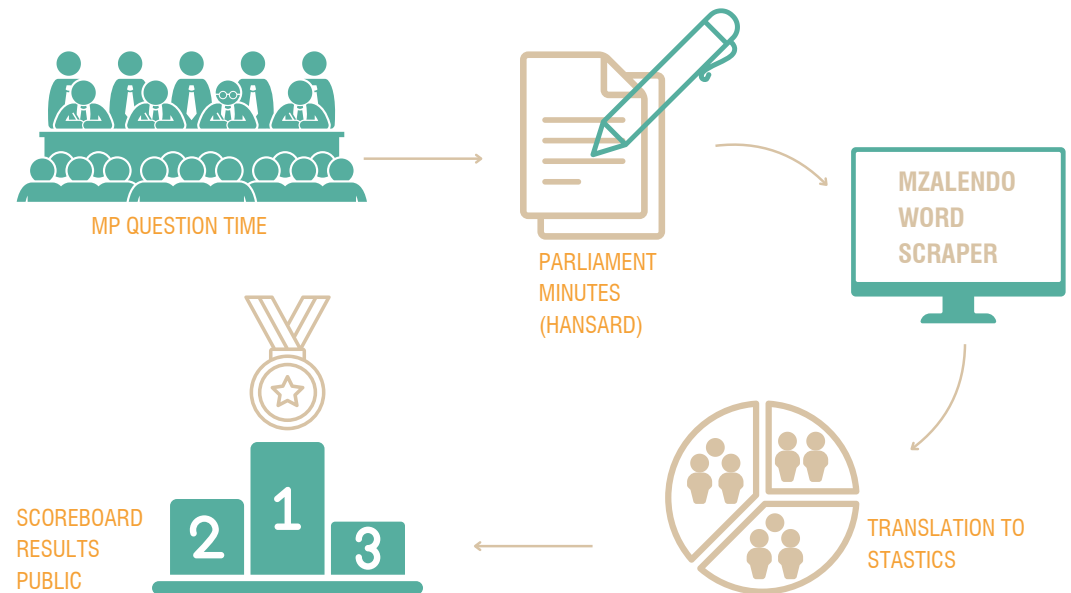 MP QUESTION TIME
PARLIAMENT
MINUTES
(HANSARD)
MZALENDO
WORD
SCRAPER
TRANSLATION TO
STASTICS
SCOREBOARD
RESULTS
PUBLIC
2
1
3